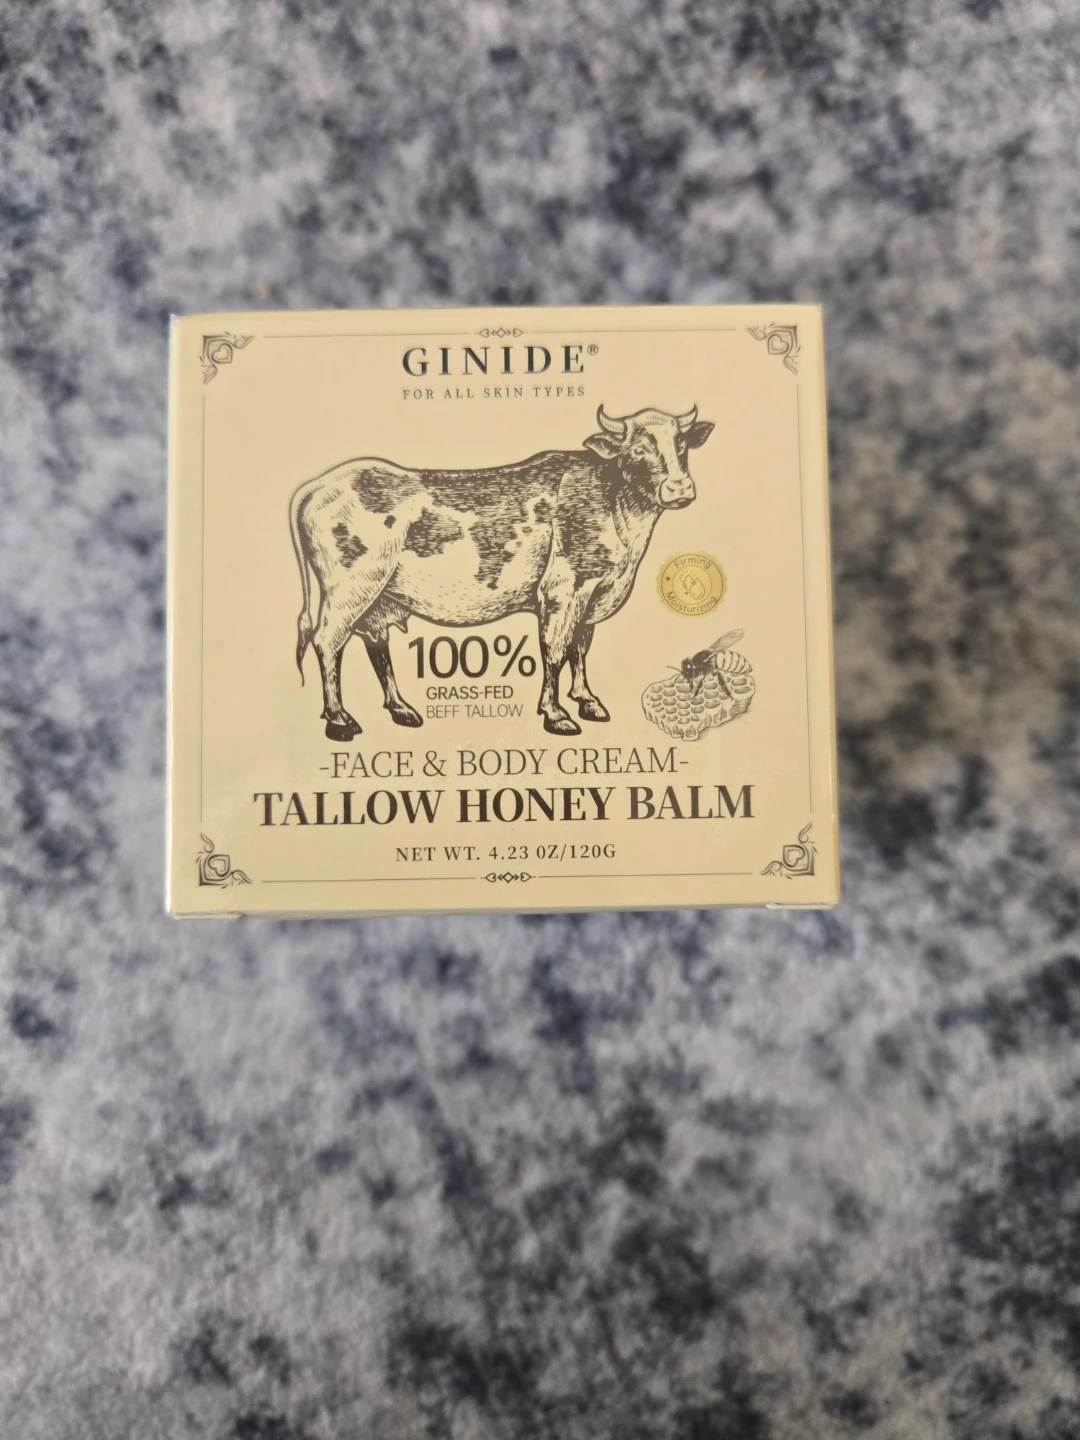 GINIDE®
FOR ALL SKIN TYPES
Firming
Moisturizing
100%
GRASS-FED
BEFF TALLOW
-FACE & BODY CREAM-
TALLOW HONEY BALM
NET WT. 4.23 0Z/120G